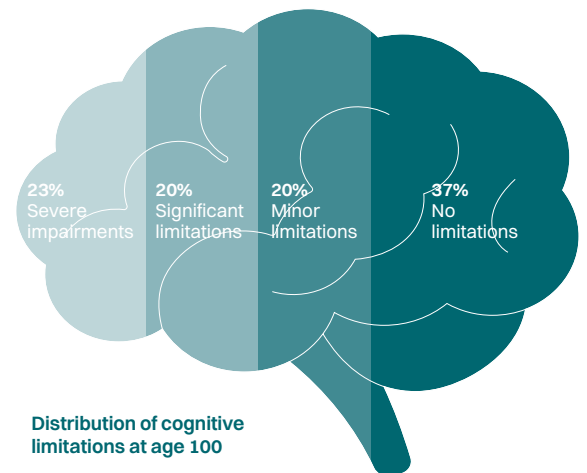 23%
Severe
impairments
20%
Significant
limitations
20%
Minor
limitations
37%
No
limitations
Distribution of cognitive
limitations at age 100